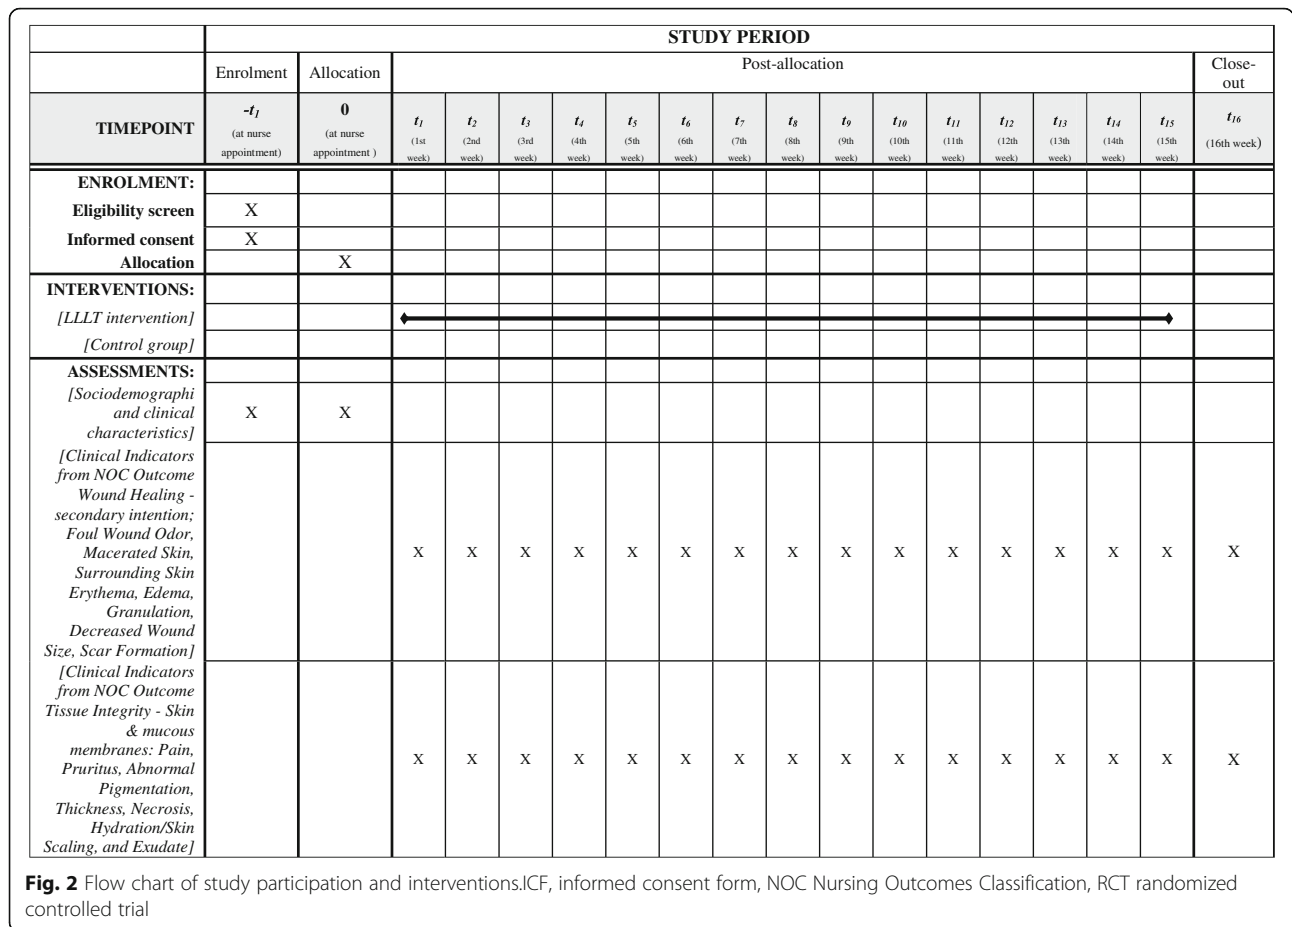 STUDY PERIOD
Enrolment Allocation Post-allocation Close-
out
TIMEPOINT
-t1
(at nurse
appointment)
0
(at nurse
appointment )
t1
(1st
week)
t2
(2nd
week)
t3
(3rd
week)
t4
(4th
week)
t5
(5th
week)
t6
(6th
week)
t7
(7th
week)
t8
(8th
week)
t9
(9th
week)
t10
(10th
week)
t11
(11th
week)
t12
(12th
week)
t13
(13th
week)
t14
(14th
week)
t15
(15th
week)
t16
(16th week)
ENROLMENT:
Eligibility screen X
Informed consent X
Allocation X
INTERVENTIONS:
[LLLT intervention]
[Control group]
ASSESSMENTS:
[Sociodemographi
and clinical
characteristics]
X X
[Clinical Indicators
from NOC Outcome
Wound Healing -
secondary intention;
Foul Wound Odor,
Macerated Skin,
Surrounding Skin
Erythema, Edema,
Granulation,
Decreased Wound
Size, Scar Formation]
X X X X X X X X X X X X X X X X
[Clinical Indicators
from NOC Outcome
Tissue Integrity - Skin
& mucous
membranes: Pain,
Pruritus, Abnormal
Pigmentation,
Thickness, Necrosis,
Hydration/Skin
Scaling, and Exudate]
X X X X X X X X X X X X X X X X
Fig. 2 Flow chart of study participation and interventions.ICF, informed consent form, NOC Nursing Outcomes Classification, RCT randomized
controlled trial